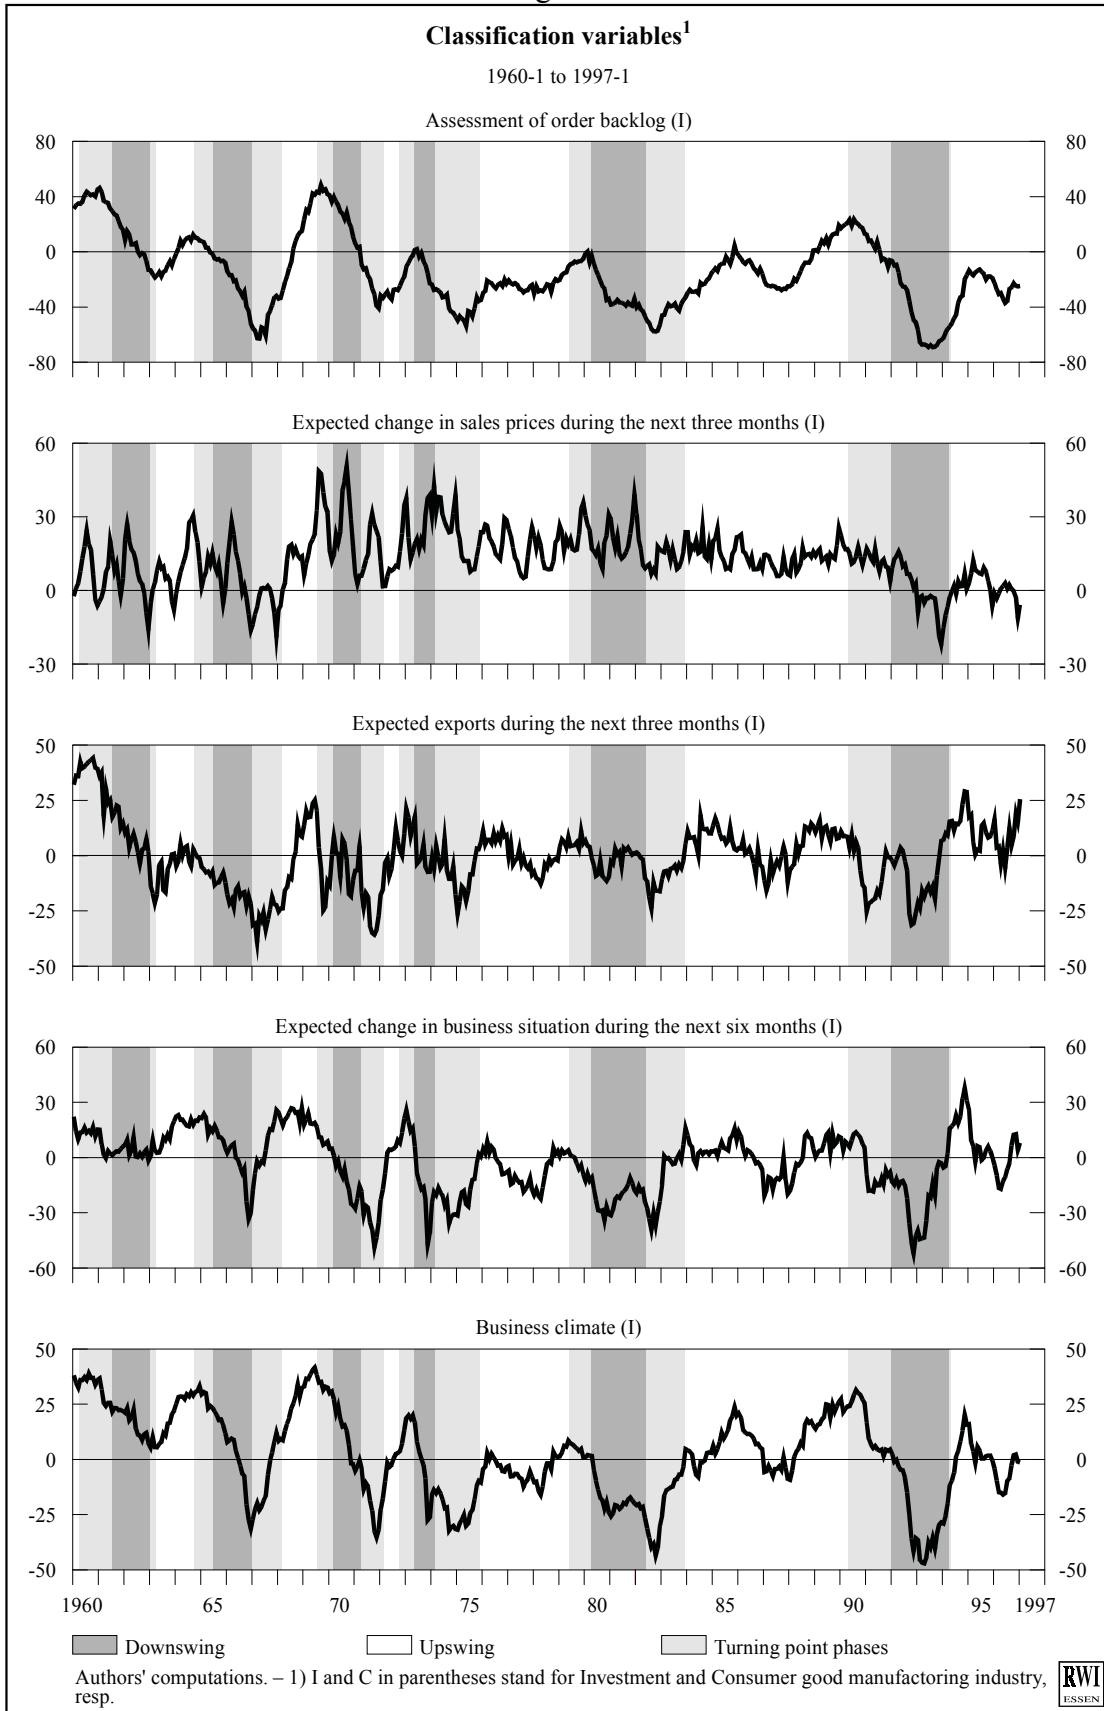 Classification variables¹
1960-1 to 1997-1
Assessment of order backlog (I)
80 80
40 40
0 0
-40 -40
-80 -80
Expected change in sales prices during the next three months (I)
60 60
30 30
0 0
-30 -30
Expected exports during the next three months (I)
50 50
25 25
0 0
-25 -25
-50 -50
Expected change in business situation during the next six months (I)
60 60
30 30
0 0
-30 -30
-60 -60
Business climate (I)
50 50
25 25
0 0
-25 -25
-50 -50
1960 65 70 75 80 85 90 95 1997
Downswing Upswing Turning point phases
Authors' computations. – 1) I and C in parentheses stand for Investment and Consumer good manufactoring industry,
resp.
RWI
ESSEN